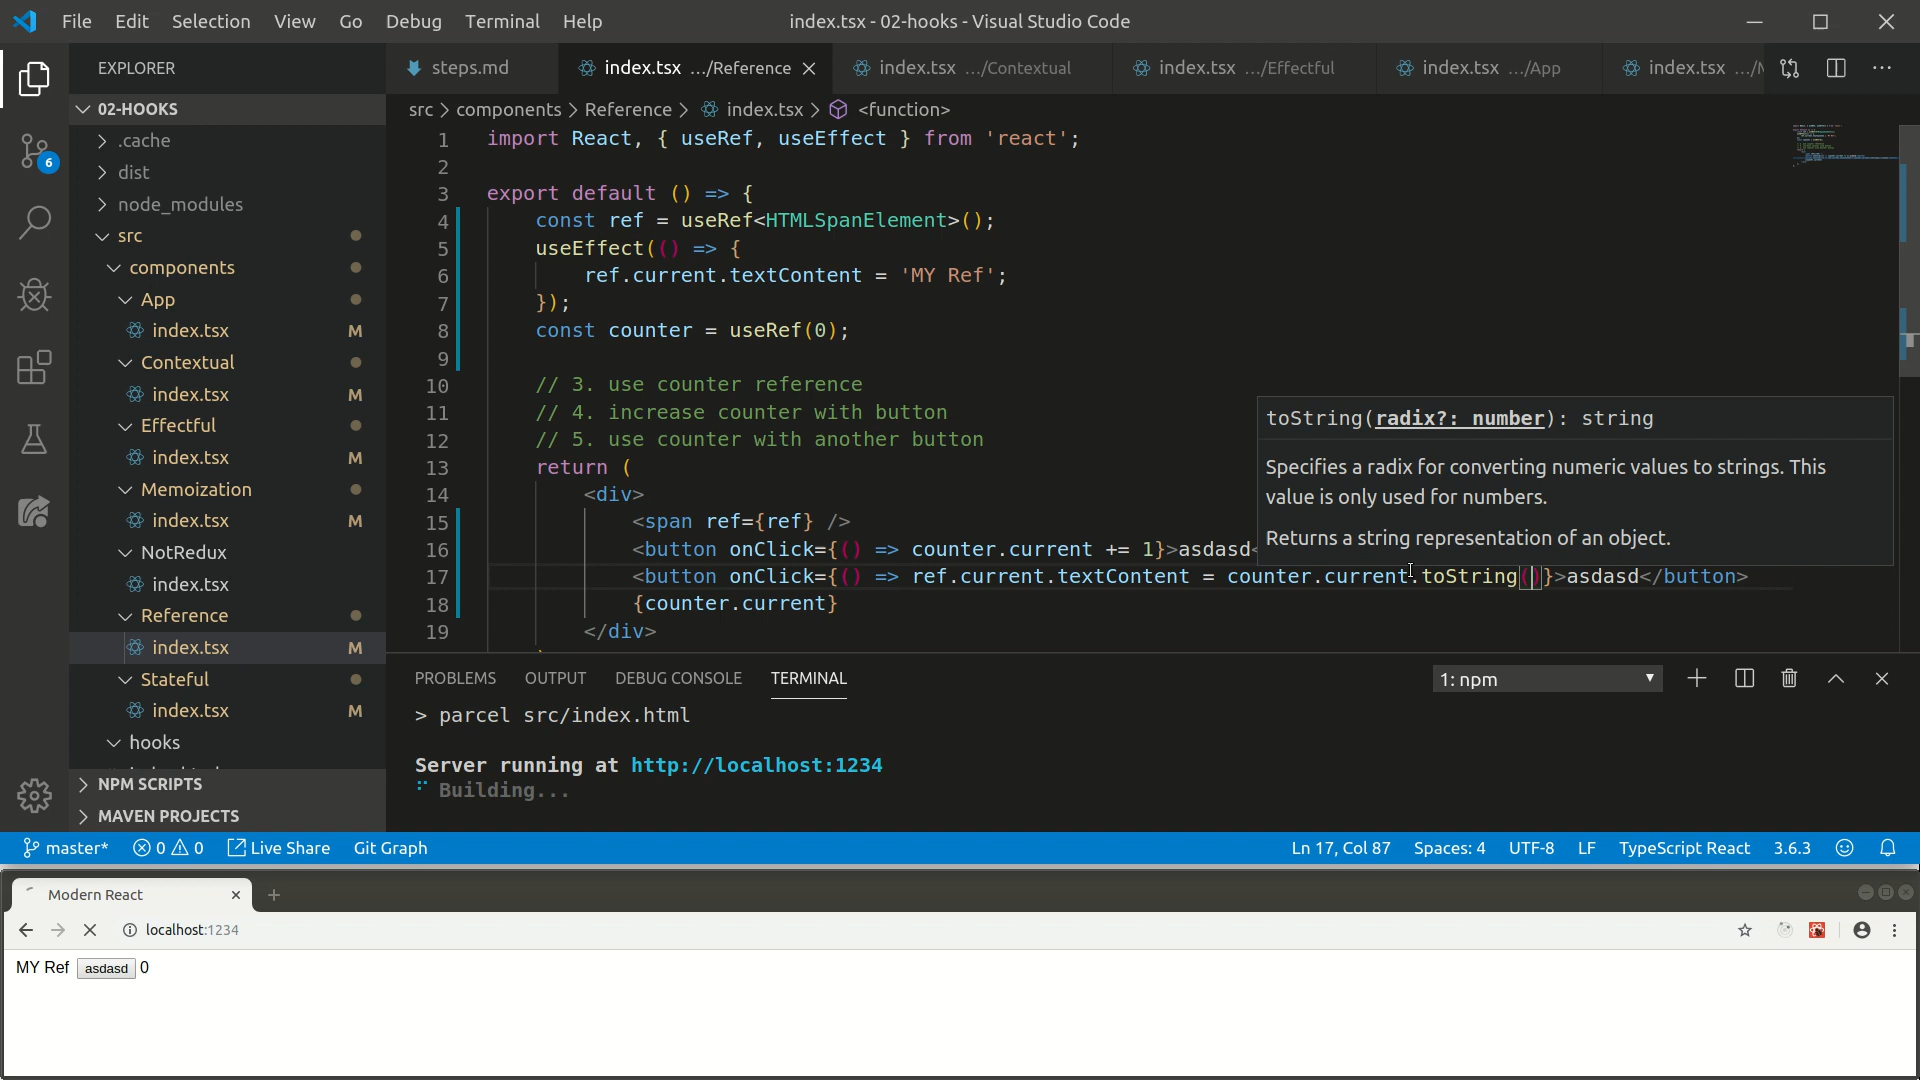 File Edit Selection View Go Debug Terminal Help
index.tsx - 02-hooks - Visual Studio Code
EXPLORER
02-HOOKS
.cache
dist
node_modules
src
components
App
index.tsx M
Contextual
index.tsx M
Effectful
index.tsx M
Memoization
index.tsx M
NotRedux
index.tsx
Reference
index.tsx M
Stateful
index.tsx M
hooks
NPM SCRIPTS
MAVEN PROJECTS
6
steps.md
index.tsx .../Reference
index.tsx .../Contextual
index.tsx .../Effectful
index.tsx .../App
index.tsx
src > components > Reference > index.tsx > <function>
1 import React, { useRef, useEffect } from 'react';
2
3 export default () => {
4 const ref = useRef<HTMLSpanElement>();
5 useEffect(() => {
6 ref.current.textContent = 'MY Ref';
7 });
8 const counter = useRef(0);
9
10 // 3. use counter reference
11 // 4. increase counter with button
12 // 5. use counter with another button
13 return (
14 <div>
15 <span ref={ref} />
16 <button onClick={() => counter.current += 1}>asdasd<
17 <button onClick={() => ref.current.textContent = counter.current.toString()}>asdasd</button>
18 {counter.current}
19 </div>
toString(radix?: number): string
Specifies a radix for converting numeric values to strings. This
value is only used for numbers.
Returns a string representation of an object.
PROBLEMS OUTPUT DEBUG CONSOLE TERMINAL
1: npm
> parcel src/index.html
Server running at http://localhost:1234
Building...
master* 0 0 Live Share Git Graph
Ln 17, Col 87 Spaces: 4 UTF-8 LF TypeScript React 3.6.3
Modern React
localhost:1234
MY Ref asdasd 0